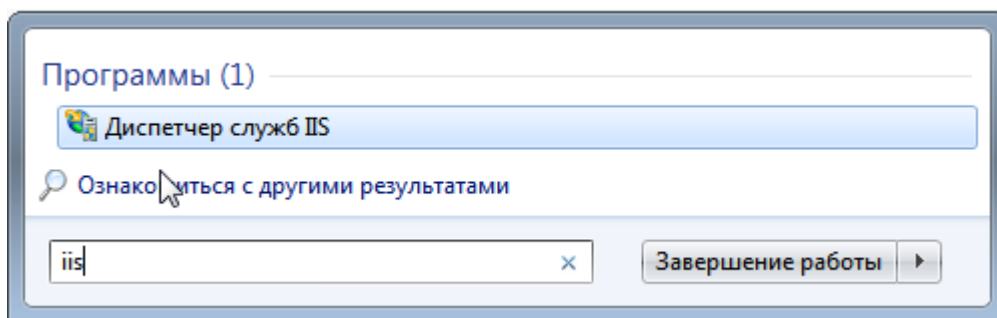 Программы (1)
Диспетчер служб IIS
Ознакомиться с другими результатами
iis
Завершение работы